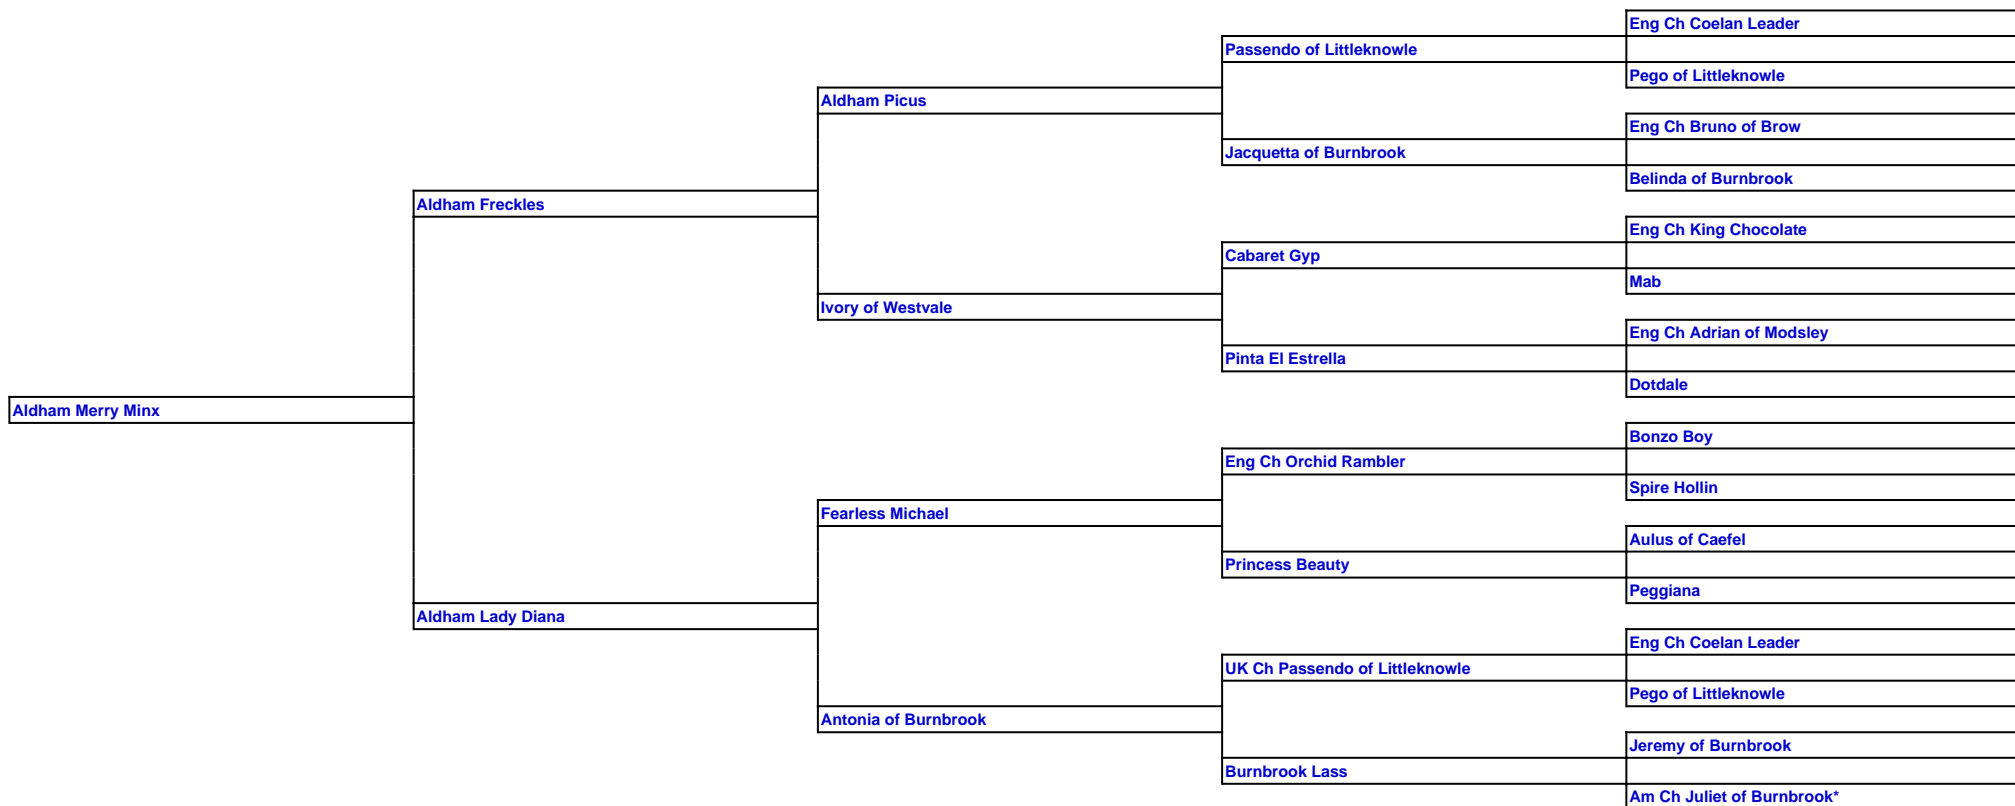 Eng Ch Coelan Leader
Passendo of Littleknowle
Pego of Littleknowle
Aldham Picus
Eng Ch Bruno of Brow
Jacquetta of Burnbrook
Belinda of Burnbrook
Aldham Freckles
Eng Ch King Chocolate
Cabaret Gyp
Mab
Ivory of Westvale
Eng Ch Adrian of Modsley
Pinta El Estrella
Dotdale
Aldham Merry Minx
Bonzo Boy
Eng Ch Orchid Rambler
Spire Hollin
Fearless Michael
Aulus of Caefel
Princess Beauty
Peggiana
Aldham Lady Diana
Eng Ch Coelan Leader
UK Ch Passendo of Littleknowle
Pego of Littleknowle
Antonia of Burnbrook
Jeremy of Burnbrook
Burnbrook Lass
Am Ch Juliet of Burnbrook*